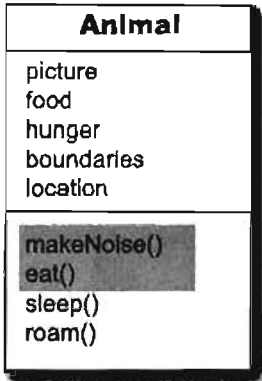 Animal
picture
food
hunger
boundaries
location
makeNoise()
eat()
sleep()
roam()